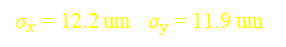 σx = 12.2 um σy = 11.9 um